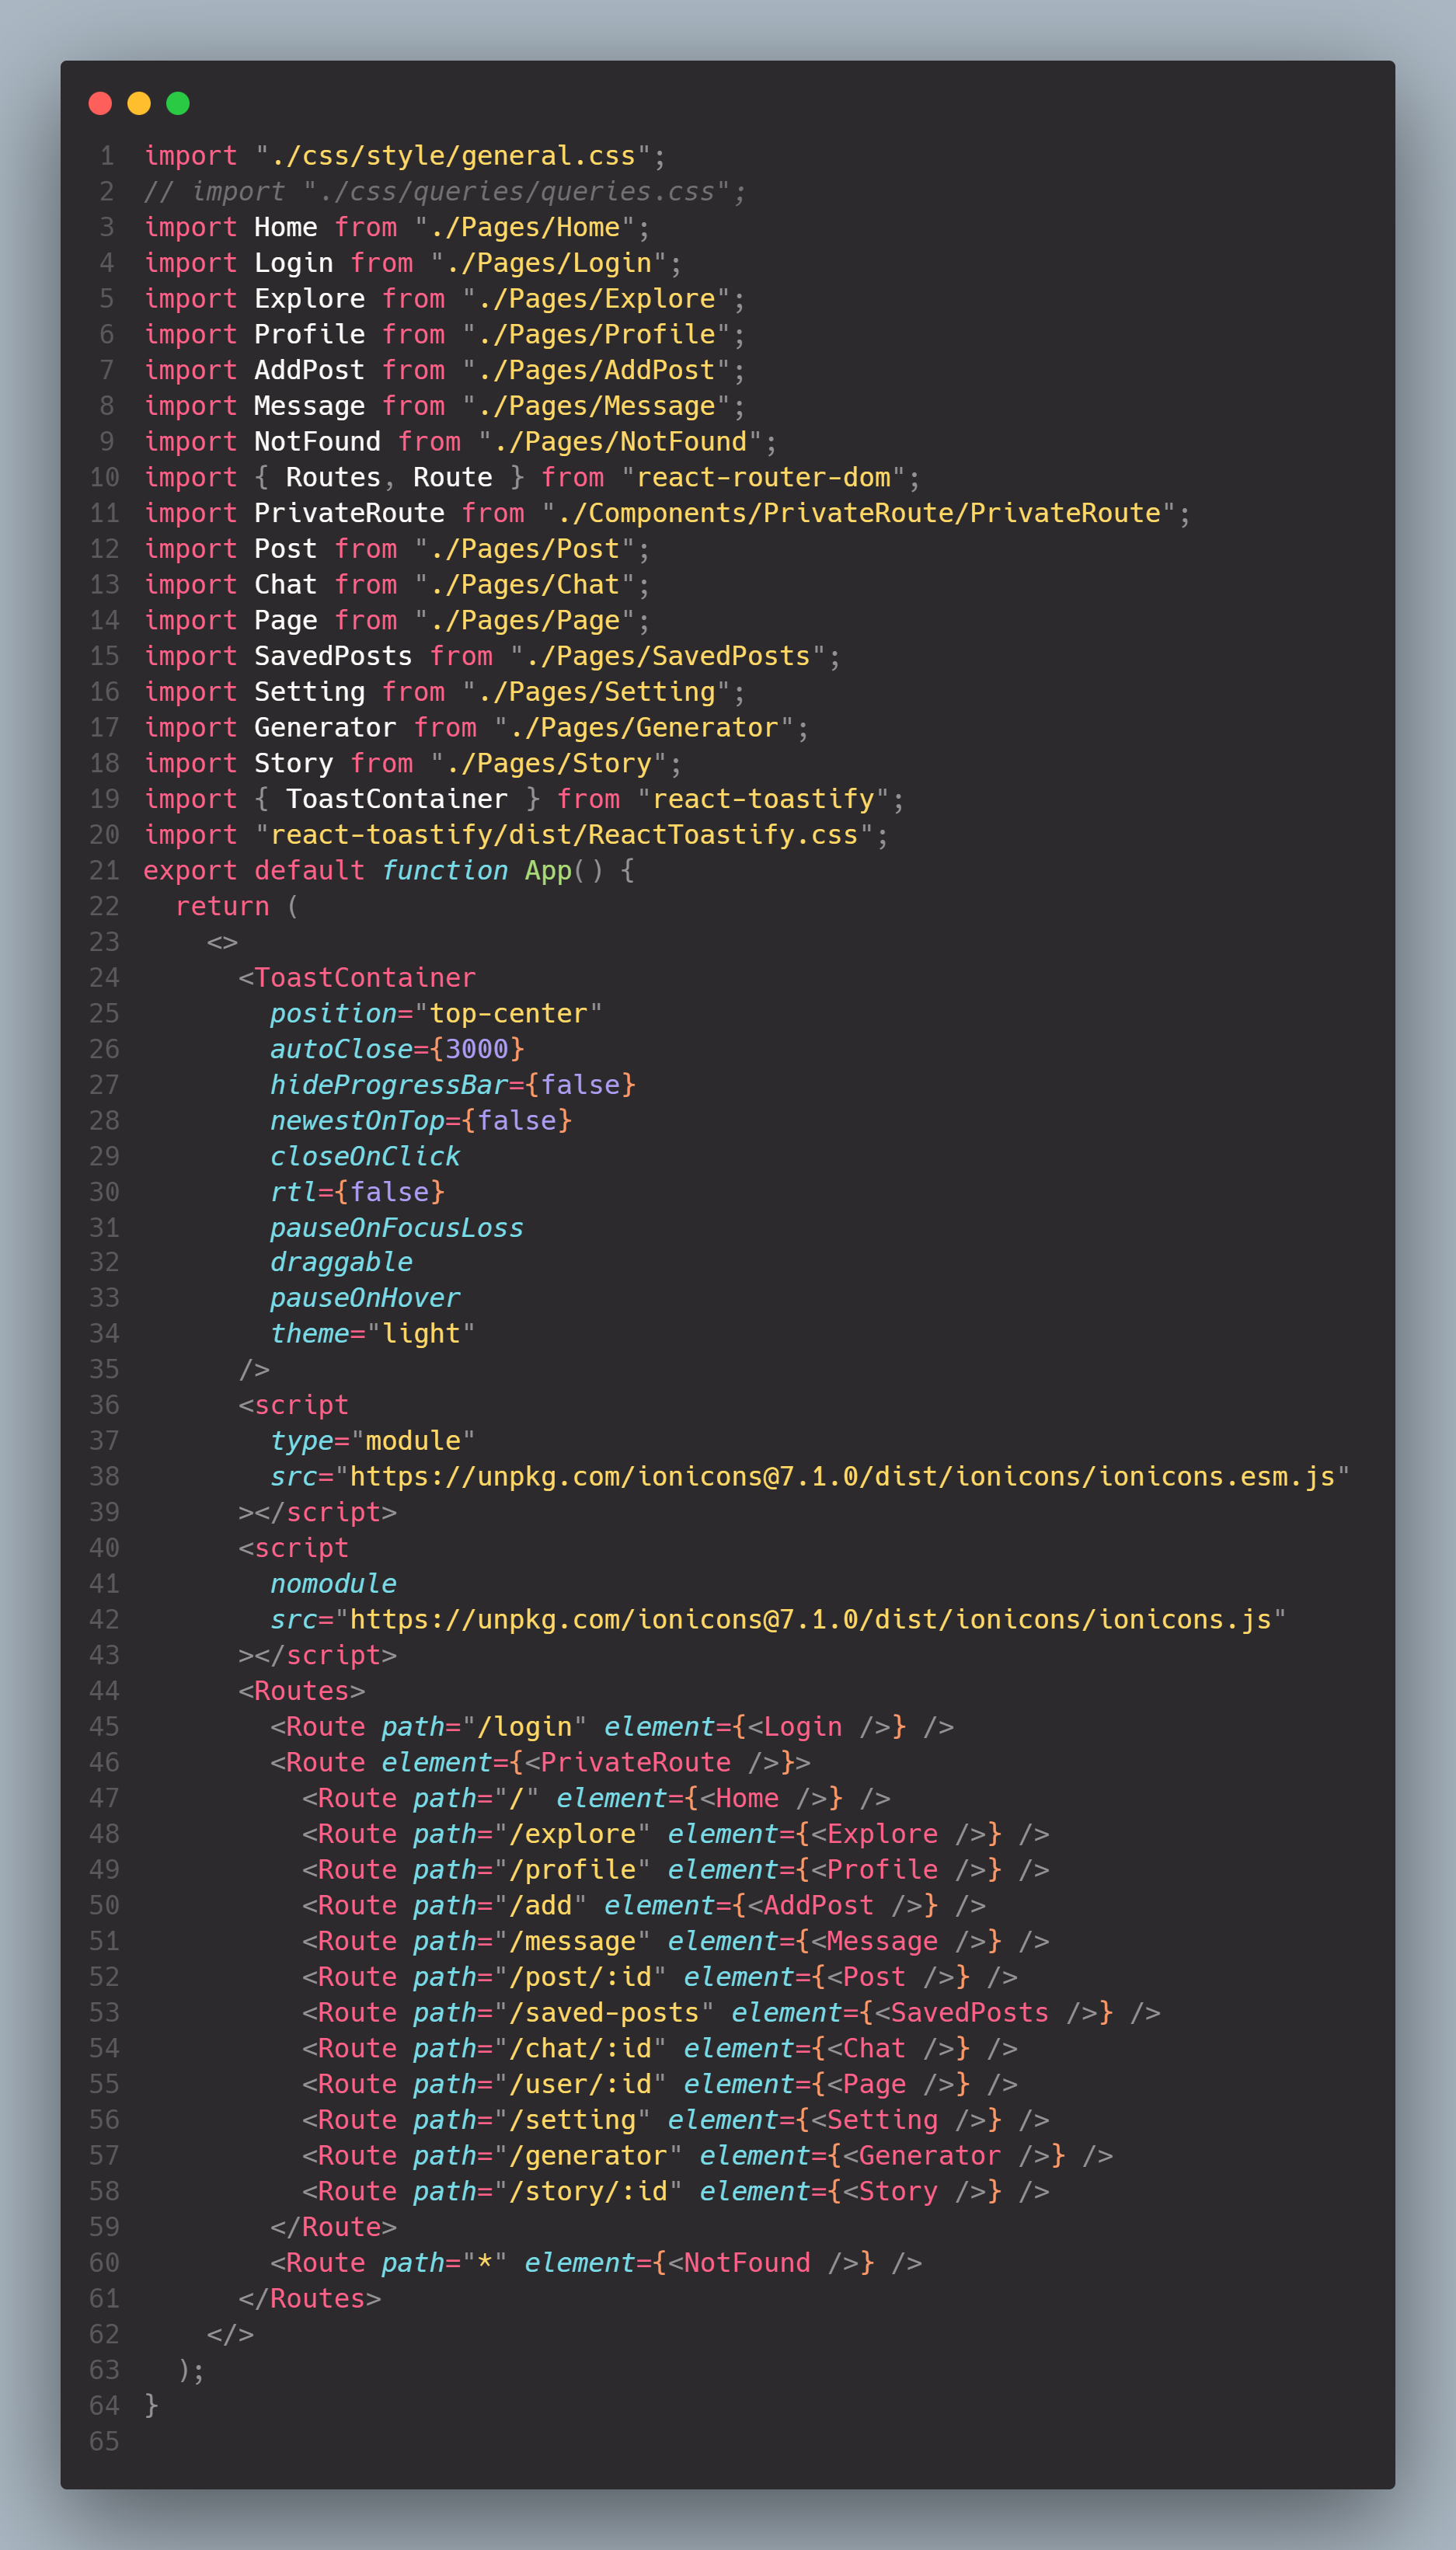 1 import "./css/style/general.css";
2 // import "./css/queries/queries.css";
3 import Home from "./Pages/Home";
4 import Login from "./Pages/Login";
5 import Explore from "./Pages/Explore";
6 import Profile from "./Pages/Profile";
7 import AddPost from "./Pages/AddPost";
8 import Message from "./Pages/Message";
9 import NotFound from "./Pages/NotFound";
10 import { Routes, Route } from "react-router-dom";
11 import PrivateRoute from "./Components/PrivateRoute/PrivateRoute";
12 import Post from "./Pages/Post";
13 import Chat from "./Pages/Chat";
14 import Page from "./Pages/Page";
15 import SavedPosts from "./Pages/SavedPosts";
16 import Setting from "./Pages/Setting";
17 import Generator from "./Pages/Generator";
18 import Story from "./Pages/Story";
19 import { ToastContainer } from "react-toastify";
20 import "react-toastify/dist/ReactToastify.css";
21 export default function App() {
22   return (
23     <>
24       <ToastContainer
25         position="top-center"
26         autoClose={3000}
27         hideProgressBar={false}
28         newestOnTop={false}
29         closeOnClick
30         rtl={false}
31         pauseOnFocusLoss
32         draggable
33         pauseOnHover
34         theme="light"
35       />
36       <script
37         type="module"
38         src="https://unpkg.com/ionicons@7.1.0/dist/ionicons/ionicons.esm.js"
39       ></script>
40       <script
41         nomodule
42         src="https://unpkg.com/ionicons@7.1.0/dist/ionicons/ionicons.js"
43       ></script>
44       <Routes>
45         <Route path="/login" element={<Login />} />
46         <Route element={<PrivateRoute />}>
47           <Route path="/" element={<Home />} />
48           <Route path="/explore" element={<Explore />} />
49           <Route path="/profile" element={<Profile />} />
50           <Route path="/add" element={<AddPost />} />
51           <Route path="/message" element={<Message />} />
52           <Route path="/post/:id" element={<Post />} />
53           <Route path="/saved-posts" element={<SavedPosts />} />
54           <Route path="/chat/:id" element={<Chat />} />
55           <Route path="/user/:id" element={<Page />} />
56           <Route path="/setting" element={<Setting />} />
57           <Route path="/generator" element={<Generator />} />
58           <Route path="/story/:id" element={<Story />} />
59         </Route>
60         <Route path="*" element={<NotFound />} />
61       </Routes>
62     </>
63   );
64 }
65